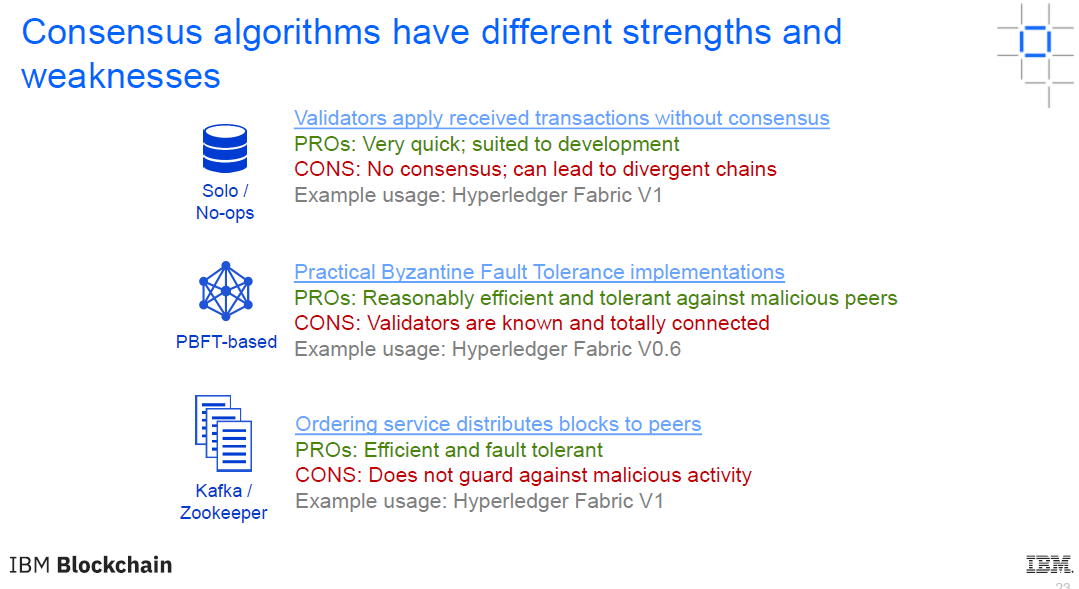 Consensus algorithms have different strengths and
weaknesses
Validators apply received transactions without consensus
PROs: Very quick; suited to development
CONS: No consensus; can lead to divergent chains
Example usage: Hyperledger Fabric V1
Solo /
No-ops
Practical Byzantine Fault Tolerance implementations
PROs: Reasonably efficient and tolerant against malicious peers
CONS: Validators are known and totally connected
Example usage: Hyperledger Fabric V0.6
PBFT-based
Ordering service distributes blocks to peers
PROs: Efficient and fault tolerant
CONS: Does not guard against malicious activity
Example usage: Hyperledger Fabric V1
Kafka /
Zookeeper
IBM Blockchain
IBM.
23